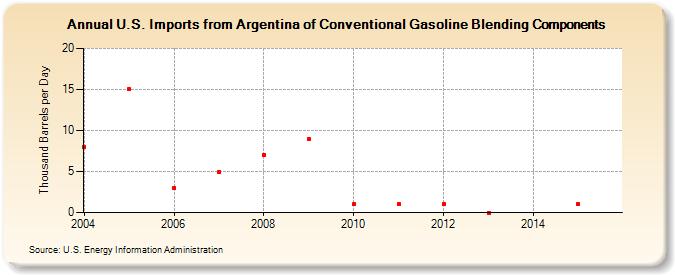 Annual U.S. Imports from Argentina of Conventional Gasoline Blending Components
Thousand Barrels per Day
20
15
10
5
0
2004 2006 2008 2010 2012 2014
Source: U.S. Energy Information Administration